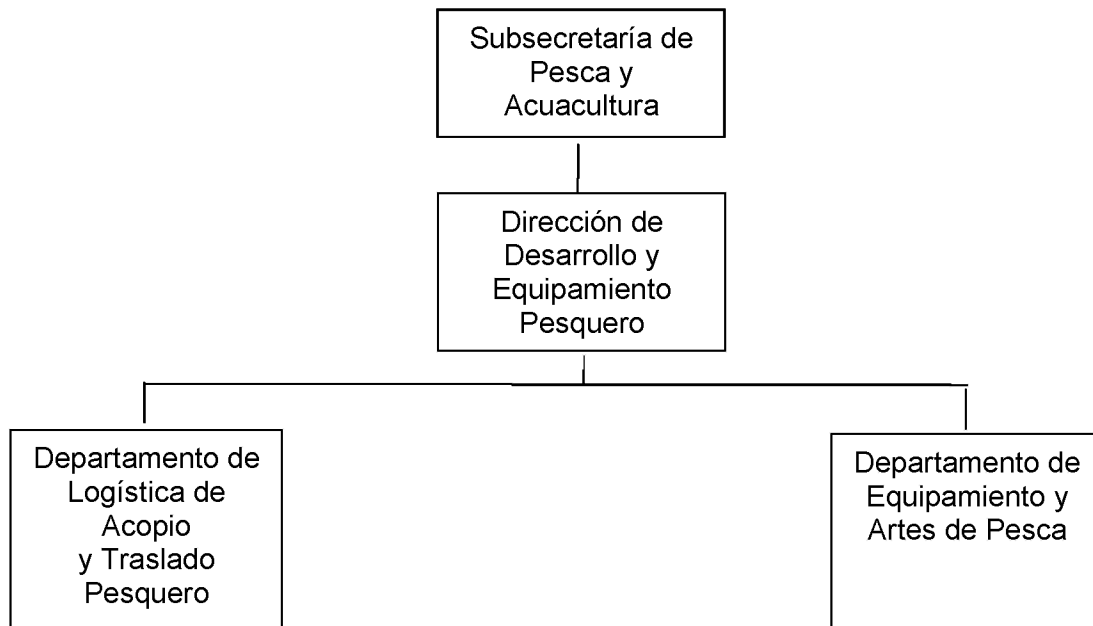 Subsecretaría de
Pesca y
Acuacultura
Dirección de
Desarrollo y
Equipamiento
Pesquero
Departamento de
Logística de
Acopio
y Traslado
Pesquero
Departamento de
Equipamiento y
Artes de Pesca